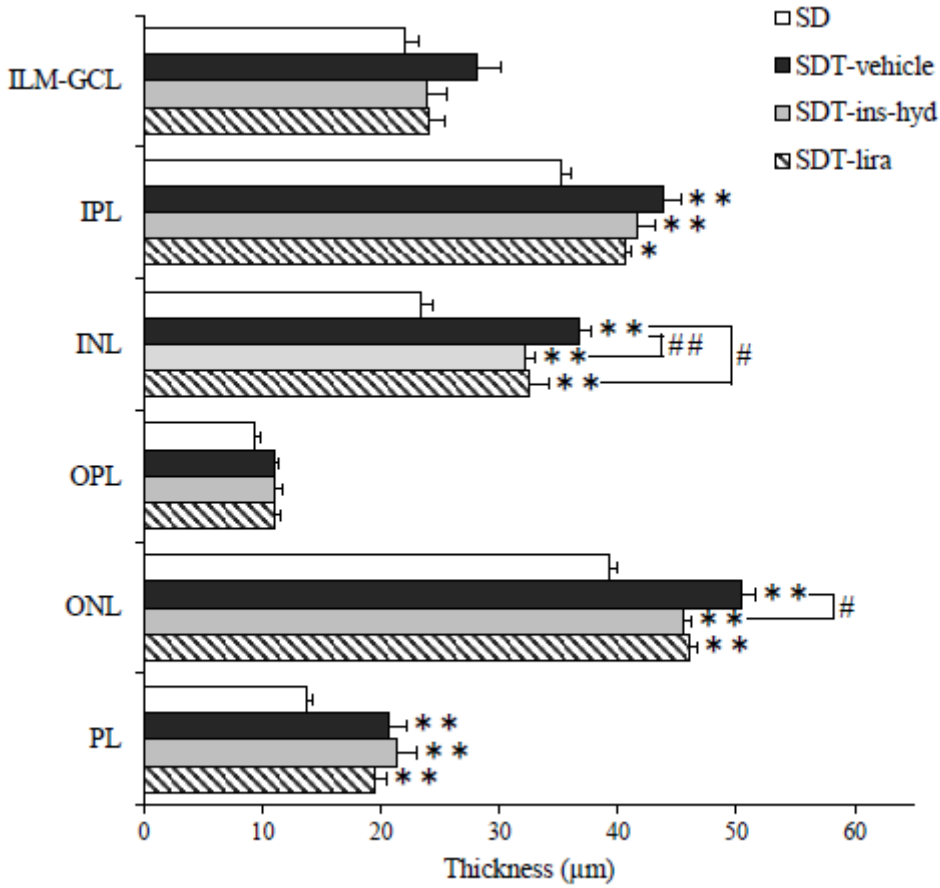 SD
SDT-vehicle
SDT-ins-hyd
SDT-lira
ILM-GCL
IPL
**
**
*
INL
**
**
**
##
#
OPL
ONL
**
**
**
#
PL
**
**
**
0 10 20 30 40 50 60
Thickness (µm)